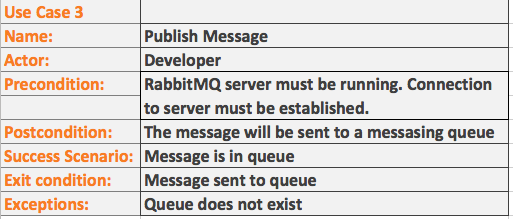 Use Case 3
Name: Publish Message
Actor: Developer
Precondition: RabbitMQ server must be running. Connection
to server must be established.
Postcondition: The message will be sent to a messasing queue
Success Scenario: Message is in queue
Exit condition: Message sent to queue
Exceptions: Queue does not exist